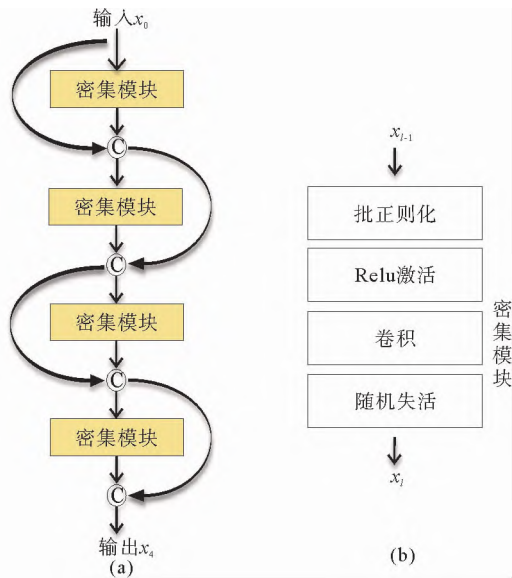 输入x₀
密集模块
C
密集模块
C
密集模块
C
密集模块
C
输出x₄
(a)
xₗ₋₁
批正则化
Relu激活
卷积
随机失活
密集模块
xₗ
(b)